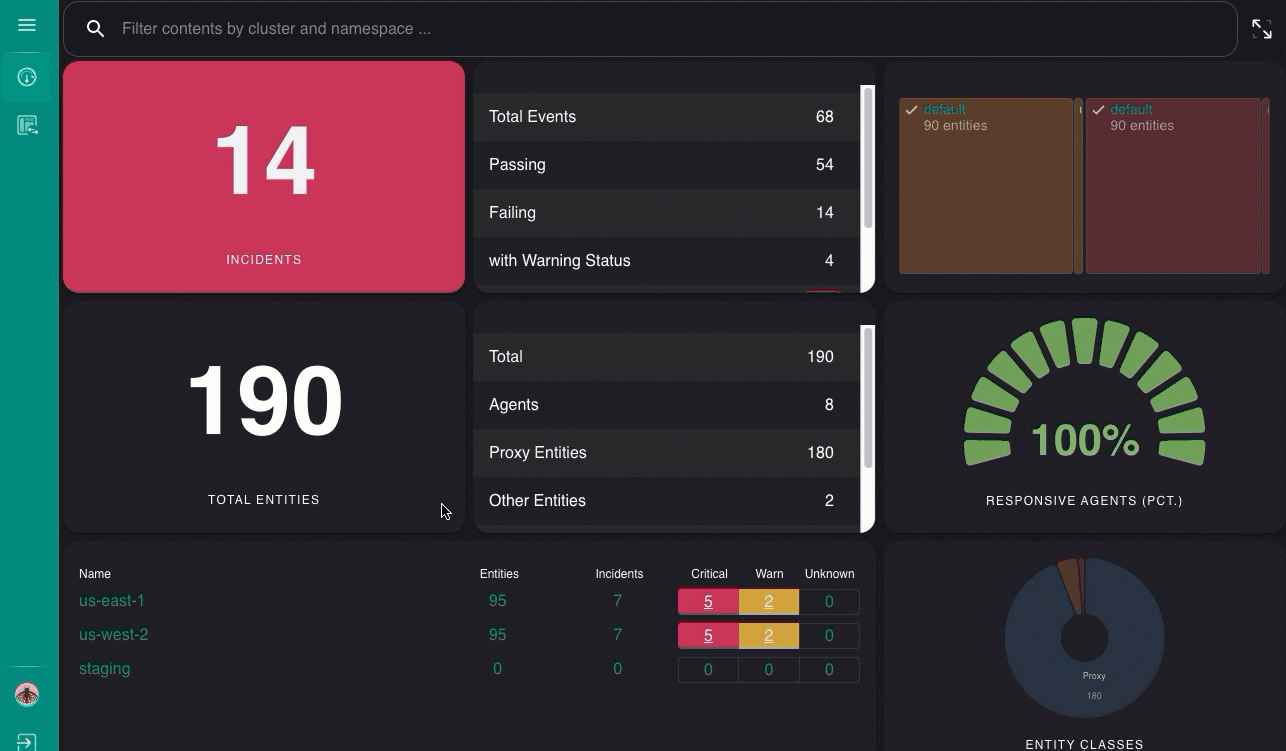 Filter contents by cluster and namespace ...
14
INCIDENTS
Total Events 68
Passing 54
Failing 14
with Warning Status 4
default
90 entities
default
90 entities
190
TOTAL ENTITIES
Total 190
Agents 8
Proxy Entities 180
Other Entities 2
100%
RESPONSIVE AGENTS (PCT.)
Name Entities Incidents Critical Warn Unknown
us-east-1 95 7 5 2 0
us-west-2 95 7 5 2 0
staging 0 0 0 0 0
Proxy
180
ENTITY CLASSES